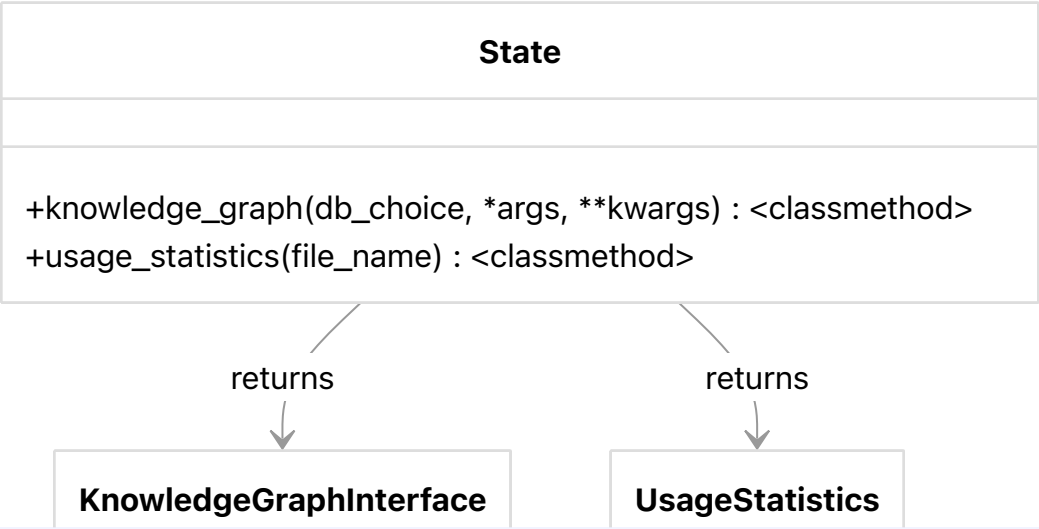 State
+knowledge_graph(db_choice, *args, **kwargs) : <classmethod>
+usage_statistics(file_name) : <classmethod>
returns
returns
KnowledgeGraphInterface
UsageStatistics